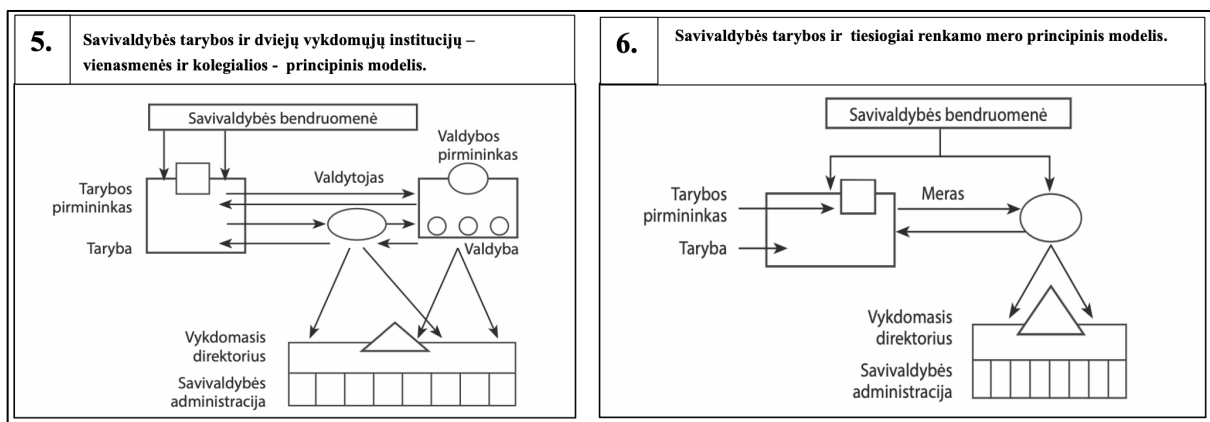 5.
Savivaldybės tarybos ir dviejų vykdomųjų institucijų –
vienasmenės ir kolegialios - principinis modelis.
Savivaldybės bendruomenė
Valdybos
pirmininkas
Valdytojas
Tarybos
pirmininkas
Taryba
Valdyba
Vykdomasis
direktorius
Savivaldybės
administracija
6.
Savivaldybės tarybos ir tiesiogiai renkamo mero principinis modelis.
Savivaldybės bendruomenė
Tarybos
pirmininkas
Meras
Taryba
Vykdomasis
direktorius
Savivaldybės
administracija